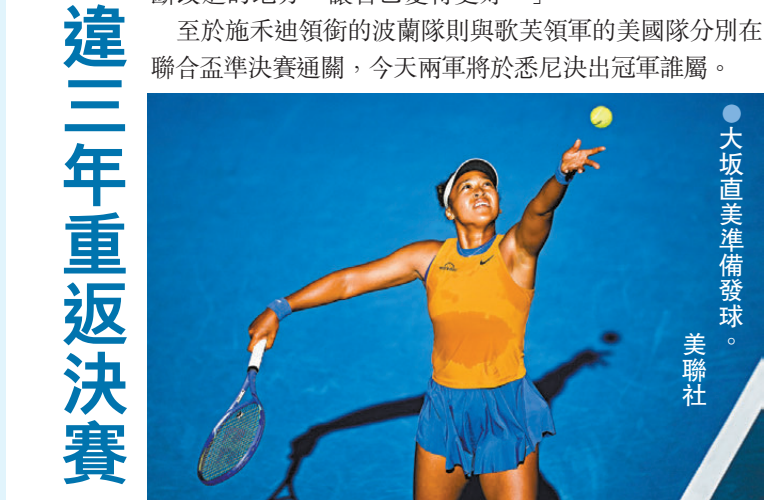 違三年重返決賽
至於施禾迪領銜的波蘭隊則與歌芙領軍的美國隊分別在
聯合盃準決賽通關，今天兩軍將於悉尼決出冠軍誰屬。
●大坂直美準備發球。
美聯社